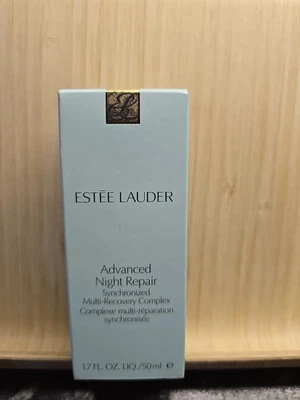 ESTĒE LAUDER
Advanced
Night Repair
Synchronized
Multi-Recovery Complex
Complexe multi-réparation
synchronisée
1.7 FL. OZ. LIQ./50 ml ℮